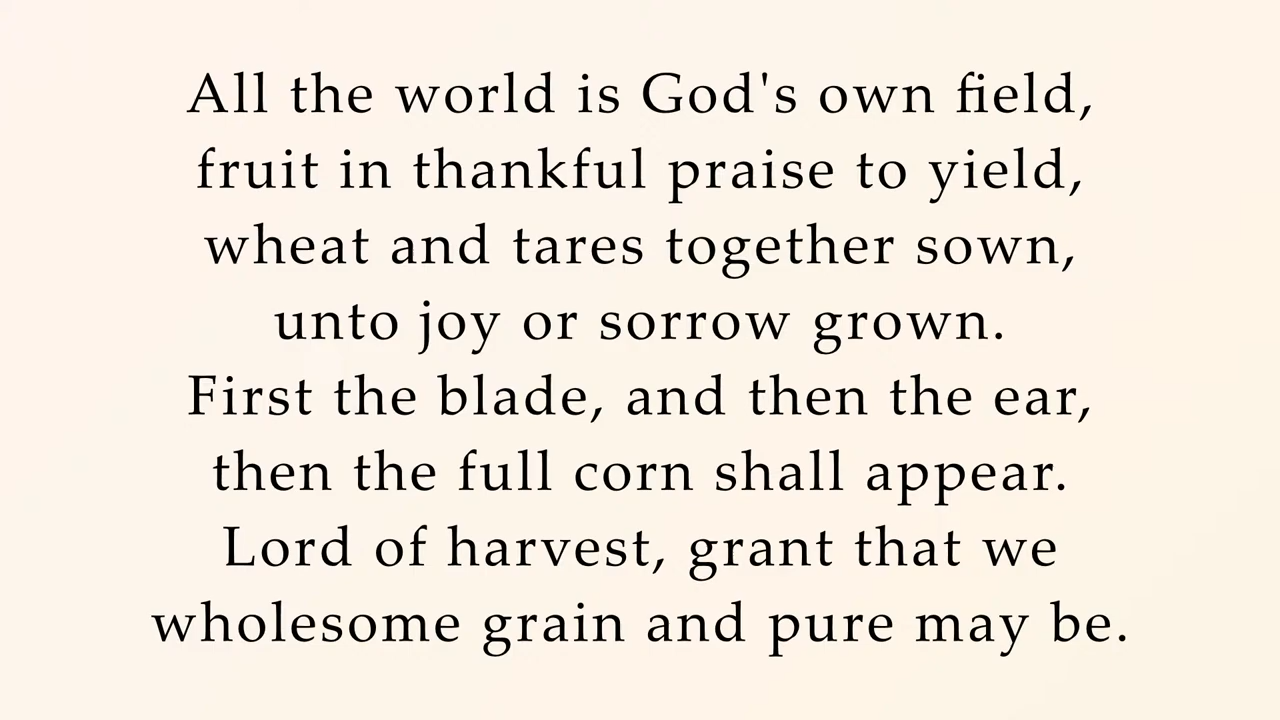 All the world is God's own field,
fruit in thankful praise to yield,
wheat and tares together sown,
unto joy or sorrow grown.
First the blade, and then the ear,
then the full corn shall appear.
Lord of harvest, grant that we
wholesome grain and pure may be.